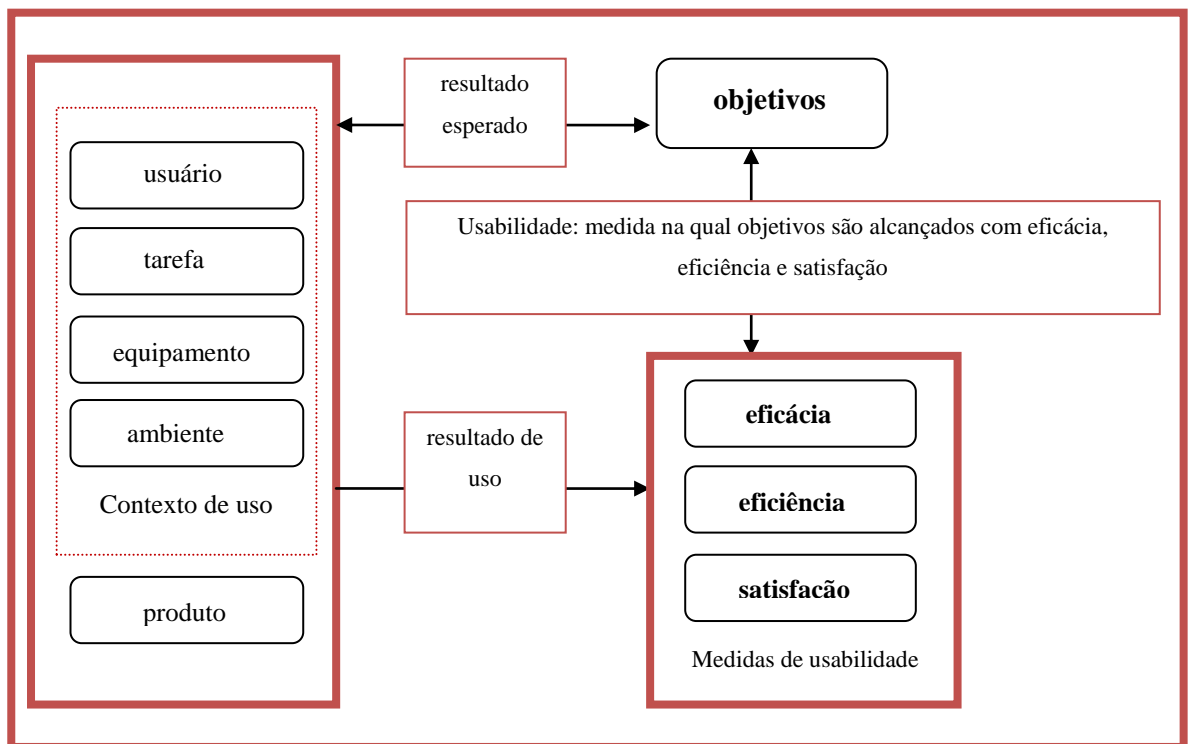 resultado
esperado
objetivos
usuário
tarefa
equipamento
ambiente
Contexto de uso
produto
Usabilidade: medida na qual objetivos são alcançados com eficácia,
eficiência e satisfação
resultado de
uso
eficácia
eficiência
satisfacão
Medidas de usabilidade